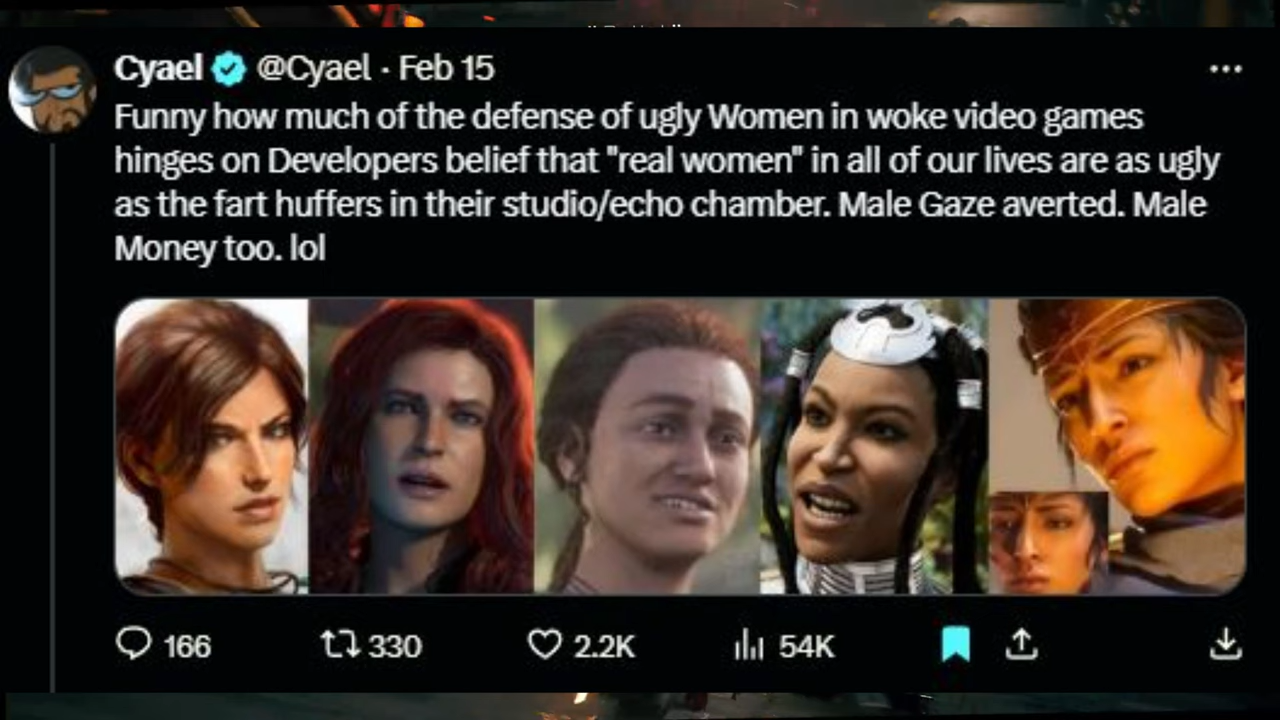 Cyael @Cyael · Feb 15
Funny how much of the defense of ugly Women in woke video games
hinges on Developers belief that "real women" in all of our lives are as ugly
as the fart huffers in their studio/echo chamber. Male Gaze averted. Male
Money too. lol
166 330 2.2K 54K